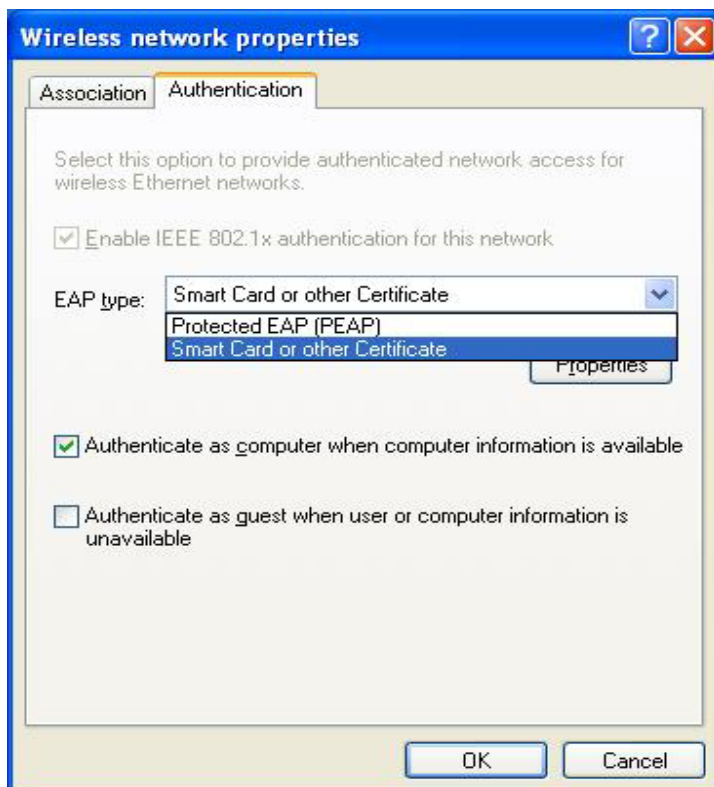 Wireless network properties
Association
Authentication
Select this option to provide authenticated network access for
wireless Ethernet networks.
Enable IEEE 802.1x authentication for this network
EAP type:
Smart Card or other Certificate
Protected EAP (PEAP)
Smart Card or other Certificate
Properties
Authenticate as computer when computer information is available
Authenticate as guest when user or computer information is
unavailable
OK
Cancel